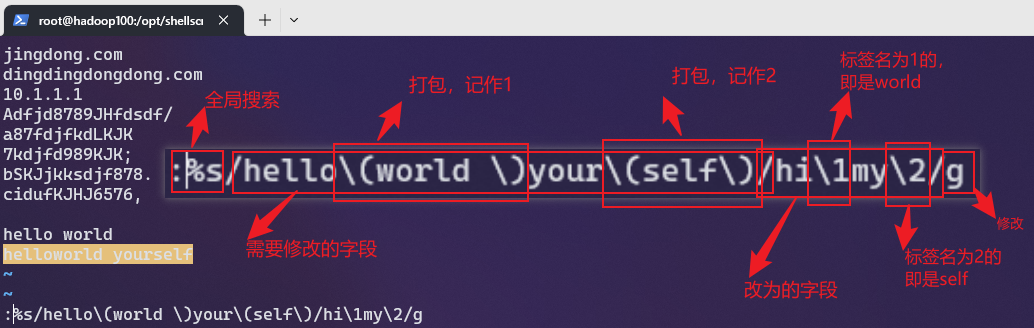 root@hadoop100:/opt/shellscr
jingdong.com
dingdingdongdong.com
10.1.1.1
Adfjd8789JHfdsdf/
a87fdjfkdLKJK
7kdjfd989KJK;
bSKJjkksdjf878.
cidufKJHJ6576,
hello world
helloworld yourself
~
~
:%s/hello\(world \)your\(self\)/hi\1my\2/g
全局搜索
打包，记作1
打包，记作2
标签名为1的，
即是world
:%s/hello\(world \)your\(self\)/hi\1my\2/g
需要修改的字段
改为的字段
标签名为2的
即是self
修改